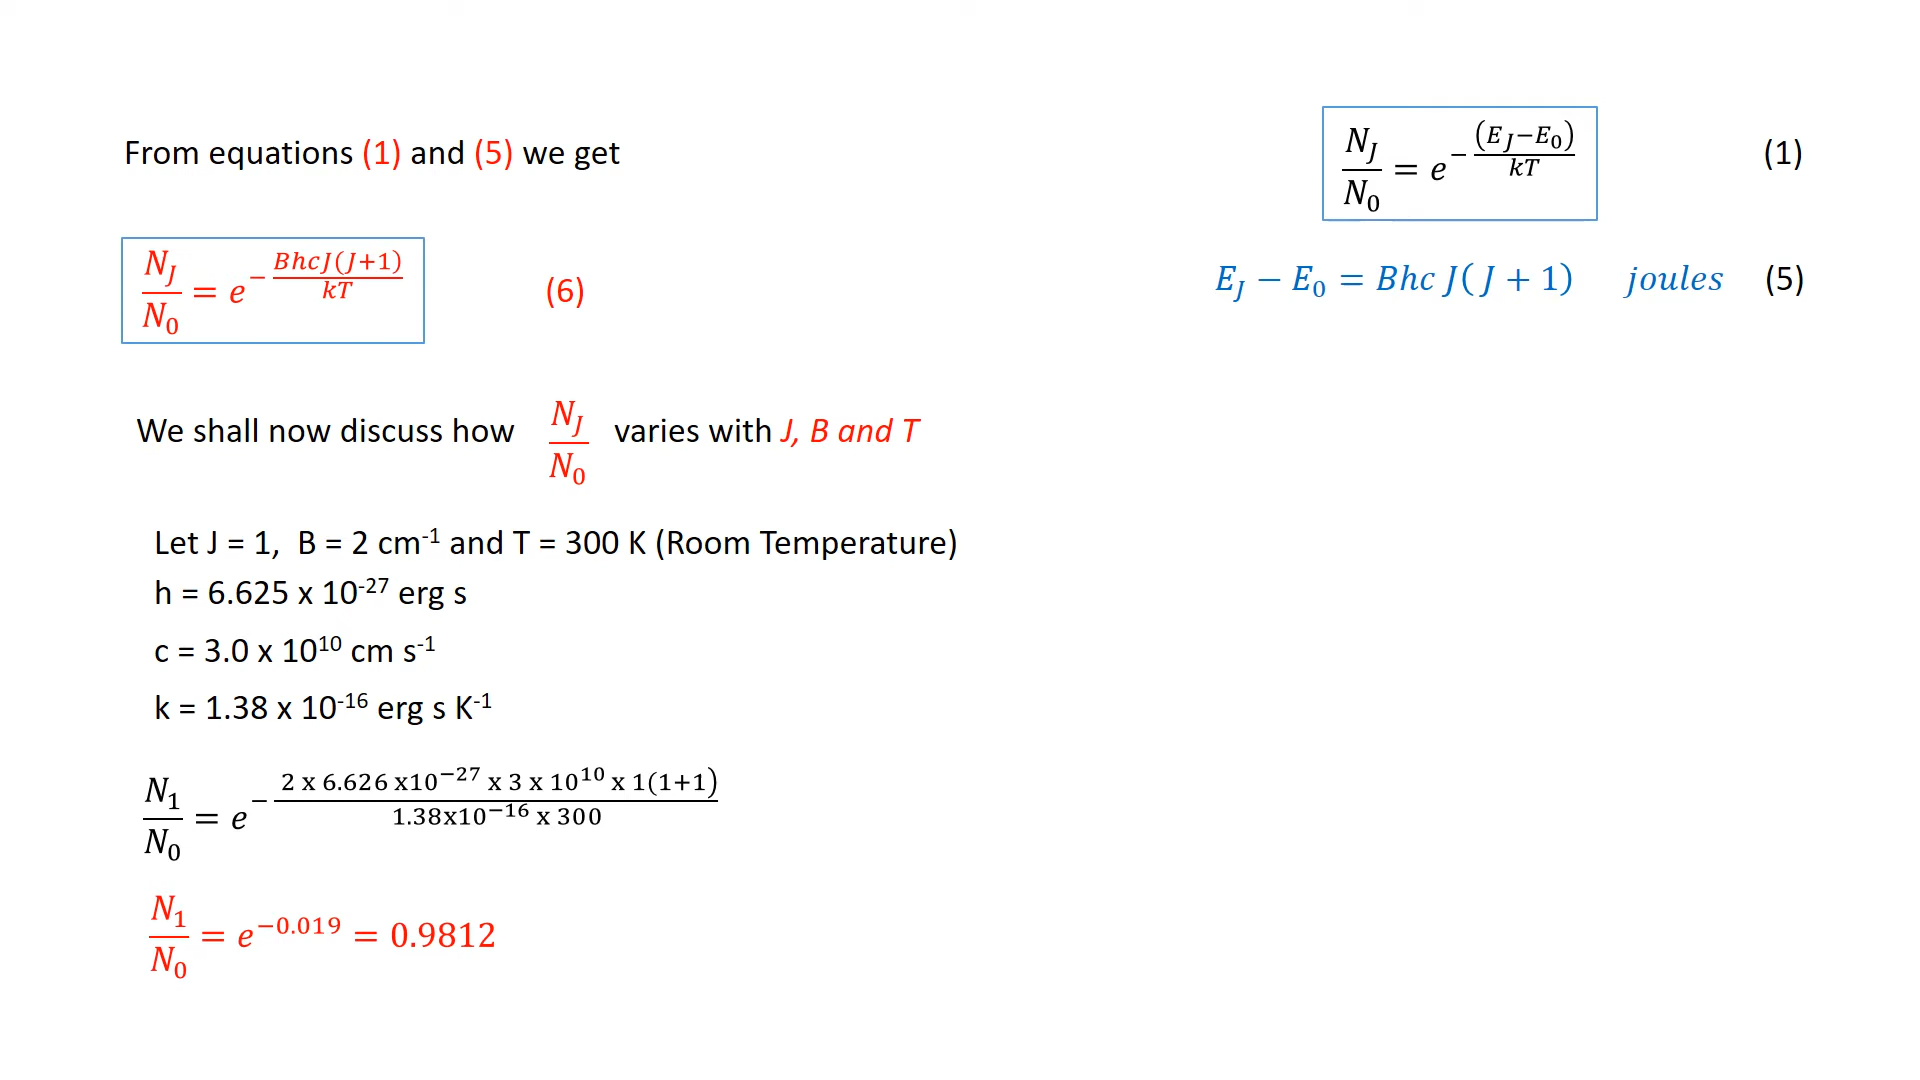 From equations (1) and (5) we get
N_J/N_0 = e^{-(E_J−E_0)/kT} (1)
N_J/N_0 = e^{-BhcJ(J+1)/kT} (6)
E_J − E_0 = Bhc J(J + 1) joules (5)
We shall now discuss how N_J/N_0 varies with J, B and T
Let J = 1, B = 2 cm⁻¹ and T = 300 K (Room Temperature)
h = 6.625 x 10⁻²⁷ erg s
c = 3.0 x 10¹⁰ cm s⁻¹
k = 1.38 x 10⁻¹⁶ erg s K⁻¹
N_1/N_0 = e^{-(2 x 6.626 x10⁻²⁷ x 3 x 10¹⁰ x 1(1+1))/(1.38x10⁻¹⁶ x 300)}
N_1/N_0 = e^{−0.019} = 0.9812